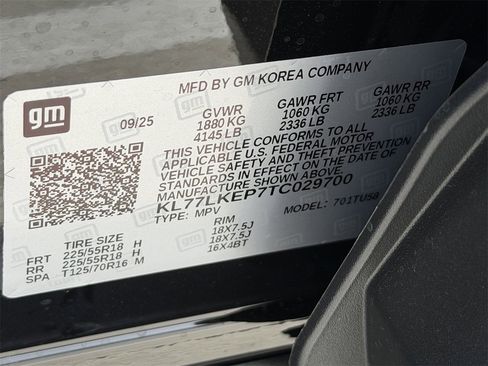 MFD BY GM KOREA COMPANY
gm
09/25
GVWR GAWR FRT GAWR RR
1880 KG 1060 KG 1060 KG
4145 LB 2336 LB 2336 LB
THIS VEHICLE CONFORMS TO ALL
APPLICABLE U.S. FEDERAL MOTOR
VEHICLE SAFETY AND THEFT PREVENTION
STANDARDS IN EFFECT ON THE DATE OF
MANUFACTURE SHOWN ABOVE.
KL77LKEP7TC029700
TYPE: MPV MODEL: 701TU58
TIRE SIZE RIM
FRT 225/55R18 H 18X7.5J
RR 225/55R18 H 18X7.5J
SPA T125/70R16 M 16X4BT